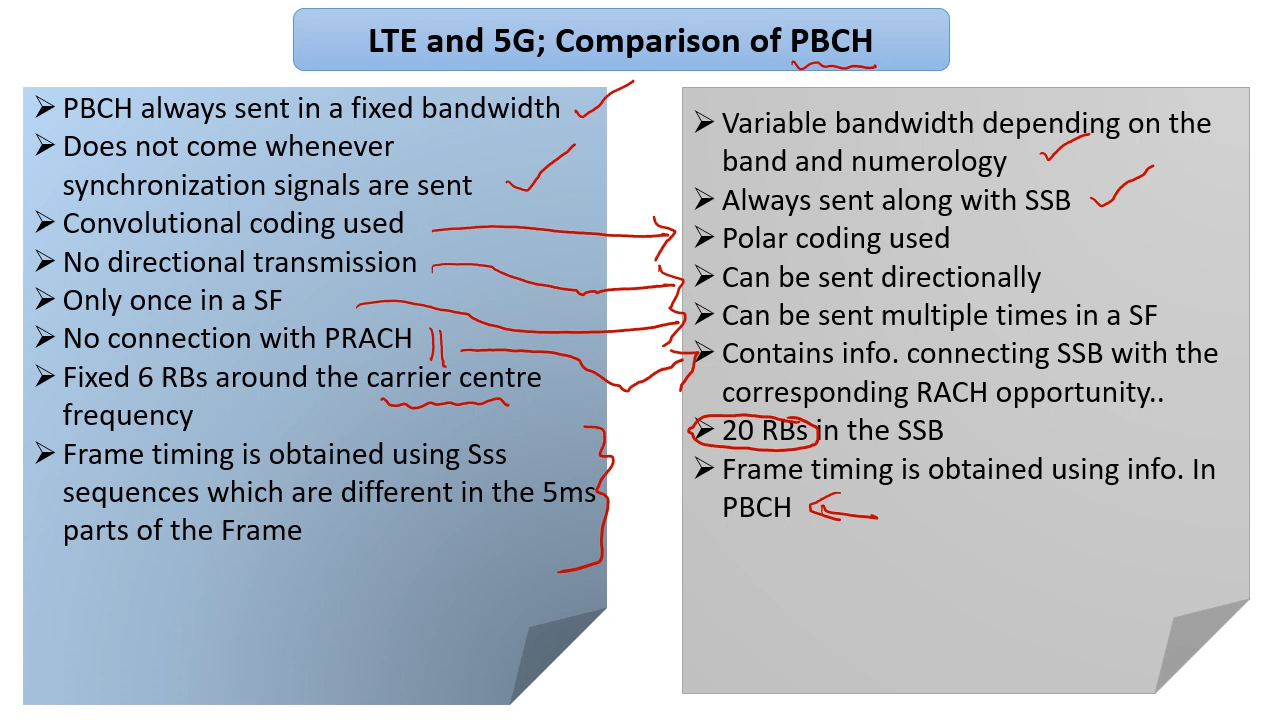 LTE and 5G; Comparison of PBCH
➢ PBCH always sent in a fixed bandwidth
➢ Does not come whenever
synchronization signals are sent
➢ Convolutional coding used
➢ No directional transmission
➢ Only once in a SF
➢ No connection with PRACH
➢ Fixed 6 RBs around the carrier centre
frequency
➢ Frame timing is obtained using Sss
sequences which are different in the 5ms
parts of the Frame
➢ Variable bandwidth depending on the
band and numerology
➢ Always sent along with SSB
➢ Polar coding used
➢ Can be sent directionally
➢ Can be sent multiple times in a SF
➢ Contains info. connecting SSB with the
corresponding RACH opportunity..
➢ 20 RBs in the SSB
➢ Frame timing is obtained using info. In
PBCH